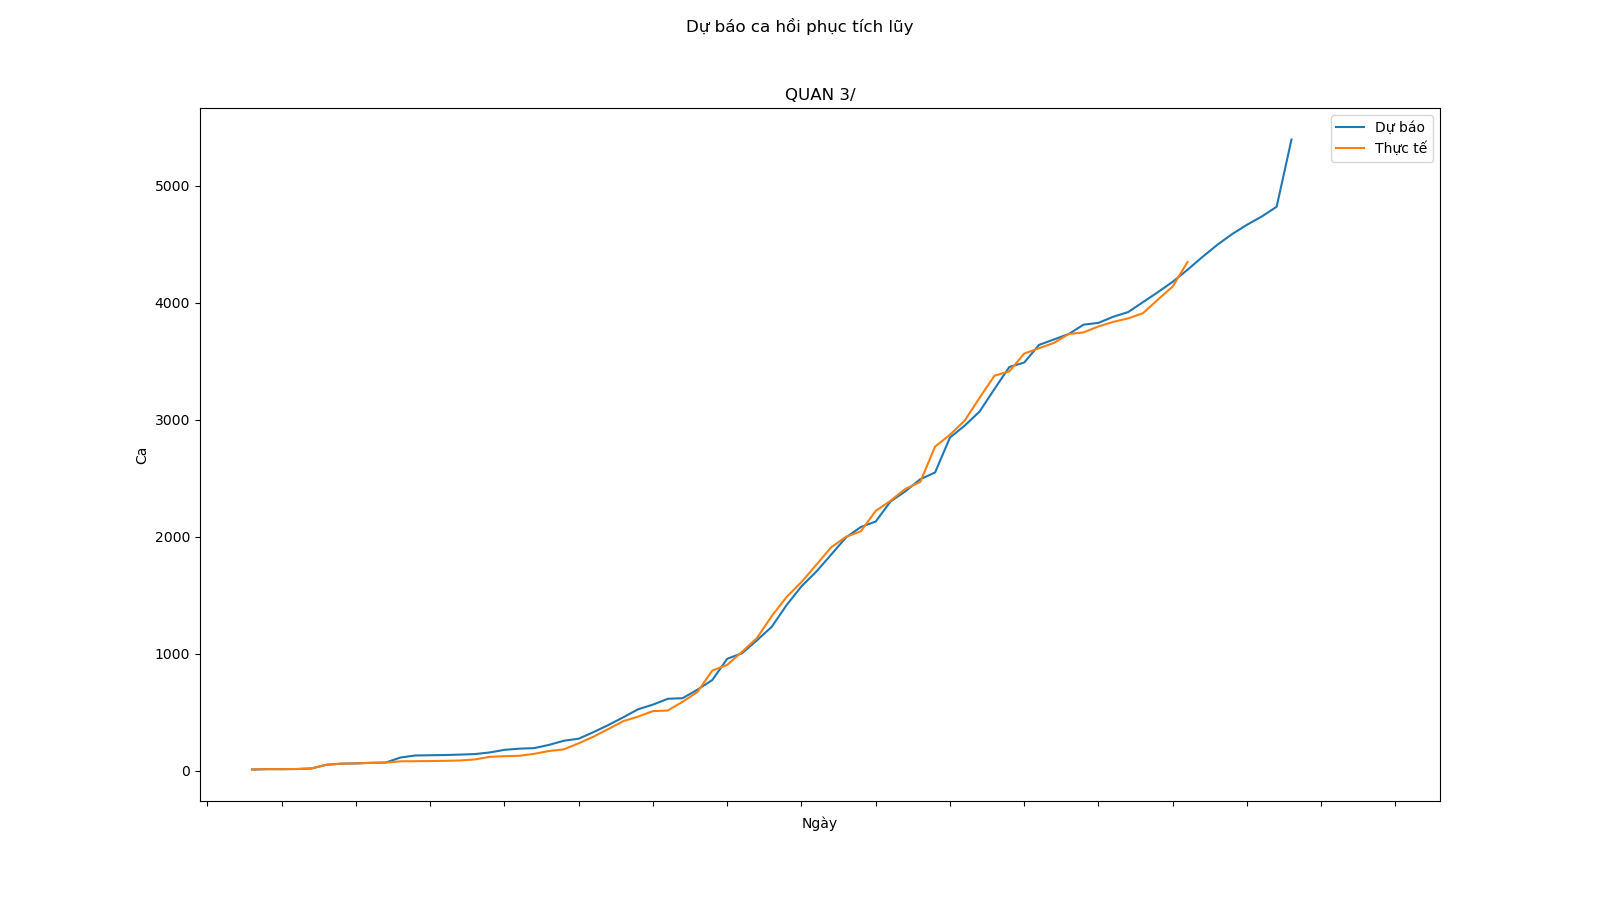 Dự báo ca hồi phục tích lũy
QUAN 3/
Dự báo
Thực tế
5000
4000
3000
2000
1000
0
Ca
Ngày